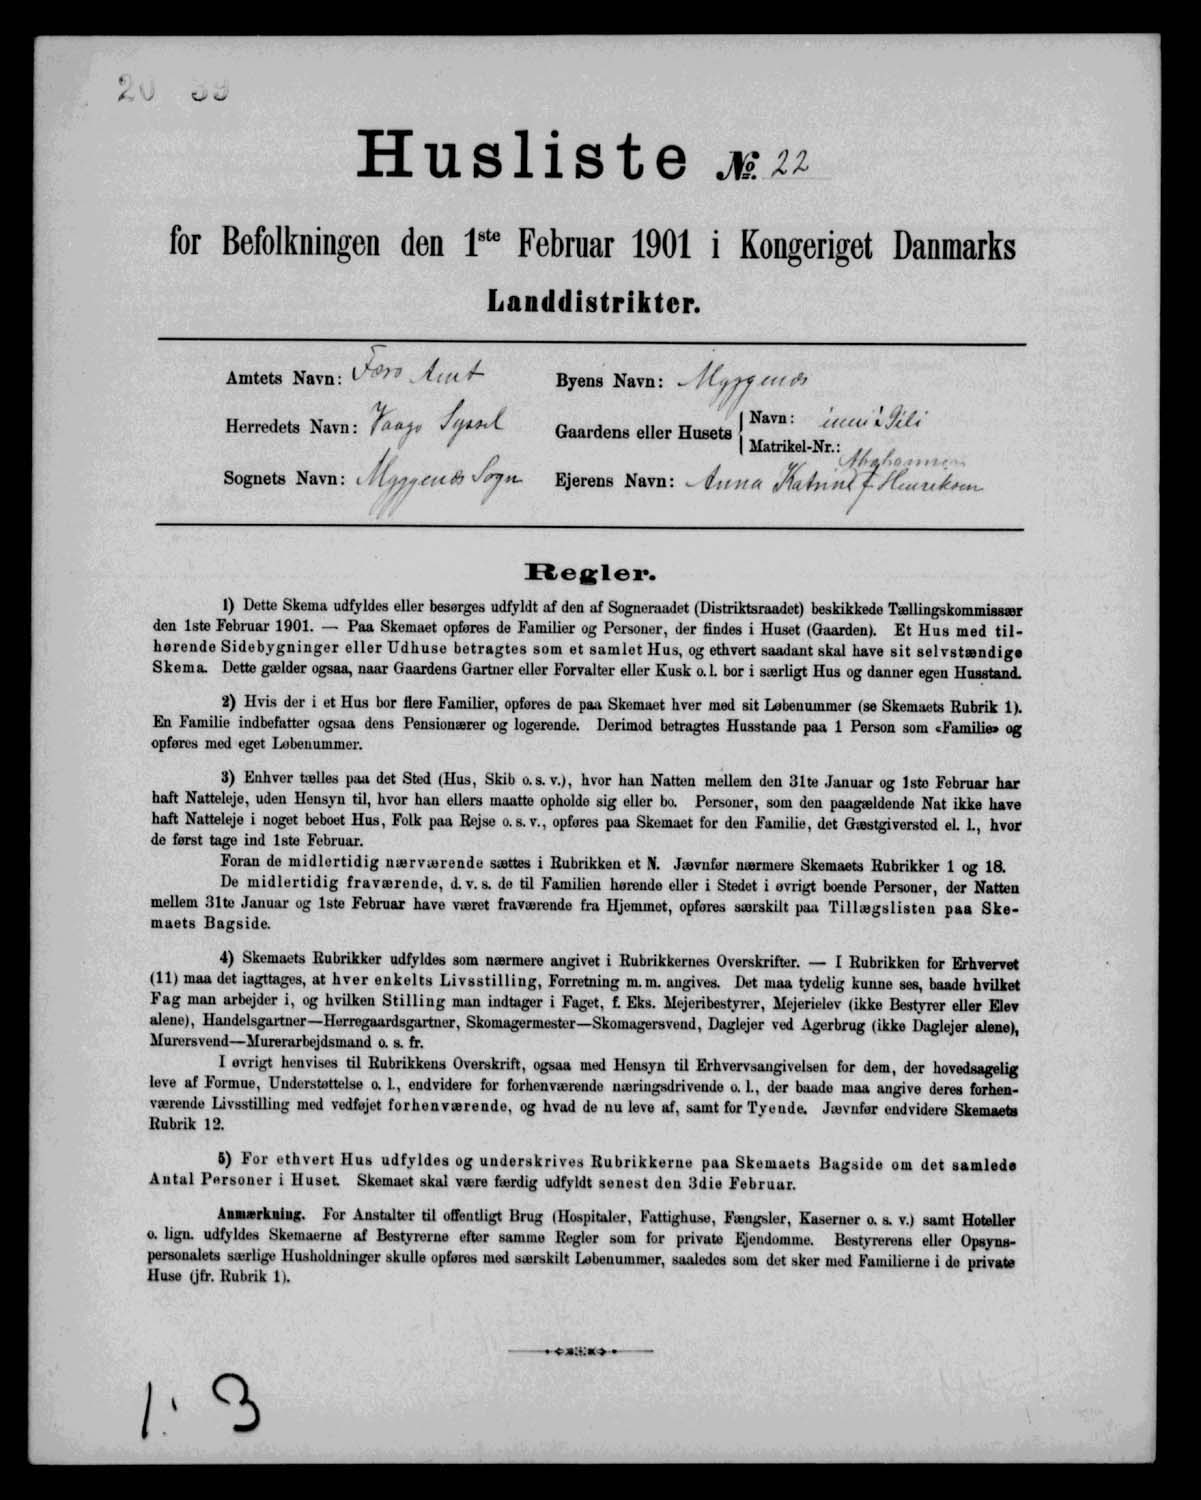 20 39
Husliste No. 22
for Befolkningen den 1ste Februar 1901 i Kongeriget Danmarks
Landdistrikter.
Amtets Navn: Færø Amt
Byens Navn: Myggenæs
Herredets Navn: Vaagø Syssel
Gaardens eller Husets
Navn: inni i Gili
Matrikel-Nr.:
Sognets Navn: Myggenæs Sogn
Ejerens Navn: Anna Katrine f Henriksen
Regler.
1) Dette Skema udfyldes eller besørges udfyldt af den af Sogneraadet (Distriktsraadet) beskikkede Tællingskommissær
den 1ste Februar 1901. — Paa Skemaet opføres de Familier og Personer, der findes i Huset (Gaarden). Et Hus med til-
hørende Sidebygninger eller Udhuse betragtes som et samlet Hus, og ethvert saadant skal have sit selvstændige
Skema. Dette gælder ogsaa, naar Gaardens Gartner eller Forvalter eller Kusk o. l. bor i særligt Hus og danner egen Husstand.
2) Hvis der i et Hus bor flere Familier, opføres de paa Skemaet hver med sit Løbenummer (se Skemaets Rubrik 1).
En Familie indbefatter ogsaa dens Pensionærer og logerende. Derimod betragtes Husstande paa 1 Person som «Familie» og
opføres med eget Løbenummer.
3) Enhver tælles paa det Sted (Hus, Skib o. s. v.), hvor han Natten mellem den 31te Januar og 1ste Februar har
haft Natteleje, uden Hensyn til, hvor han ellers maatte opholde sig eller bo. Personer, som den paagældende Nat ikke have
haft Natteleje i noget beboet Hus, Folk paa Rejse o. s. v., opføres paa Skemaet for den Familie, det Gæstgiversted el. l., hvor
de først tage ind 1ste Februar.
Foran de midlertidig nærværende sættes i Rubrikken et N. Jævnfør nærmere Skemaets Rubrikker 1 og 18.
De midlertidig fraværende, d. v. s. de til Familien hørende eller i Stedet i øvrigt boende Personer, der Natten
mellem 31te Januar og 1ste Februar have været fraværende fra Hjemmet, opføres særskilt paa Tillægslisten paa Ske-
maets Bagside.
4) Skemaets Rubrikker udfyldes som nærmere angivet i Rubrikkernes Overskrifter. — I Rubrikken for Erhvervet
(11) maa det iagttages, at hver enkelts Livsstilling, Forretning m. m. angives. Det maa tydelig kunne ses, baade hvilket
Fag man arbejder i, og hvilken Stilling man indtager i Faget, f. Eks. Mejeribestyrer, Mejerielev (ikke Bestyrer eller Elev
alene), Handelsgartner—Herregaardsgartner, Skomagermester—Skomagersvend, Daglejer ved Agerbrug (ikke Daglejer alene),
Murersvend—Murerarbejdsmand o. s. fr.
I øvrigt henvises til Rubrikkens Overskrift, ogsaa med Hensyn til Erhvervsangivelsen for dem, der hovedsagelig
leve af Formue, Understøttelse o. l., endvidere for forhenværende næringsdrivende o. l., der baade maa angive deres forhen-
værende Livsstilling med vedføjet forhenværende, og hvad de nu leve af, samt for Tyende. Jævnfør endvidere Skemaets
Rubrik 12.
5) For ethvert Hus udfyldes og underskrives Rubrikkerne paa Skemaets Bagside om det samlede
Antal Personer i Huset. Skemaet skal være færdig udfyldt senest den 3die Februar.
Anmærkning. For Anstalter til offentligt Brug (Hospitaler, Fattighuse, Fængsler, Kaserner o. s. v.) samt Hoteller
o. lign. udfyldes Skemaerne af Bestyrerne efter samme Regler som for private Ejendomme. Bestyrerens eller Opsyns-
personalets særlige Husholdninger skulle opføres med særskilt Løbenummer, saaledes som det sker med Familierne i de private
Huse (jfr. Rubrik 1).
1: 3